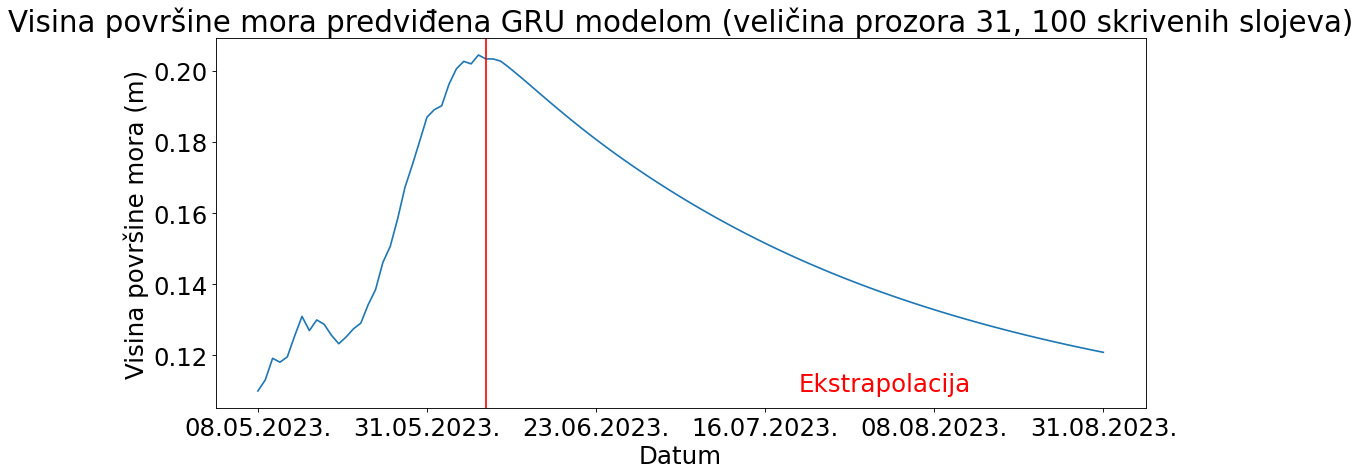 Visina površine mora predviđena GRU modelom (veličina prozora 31, 100 skrivenih slojeva)
Visina površine mora (m)
0.20
0.18
0.16
0.14
0.12
Ekstrapolacija
08.05.2023. 31.05.2023. 23.06.2023. 16.07.2023. 08.08.2023. 31.08.2023.
Datum